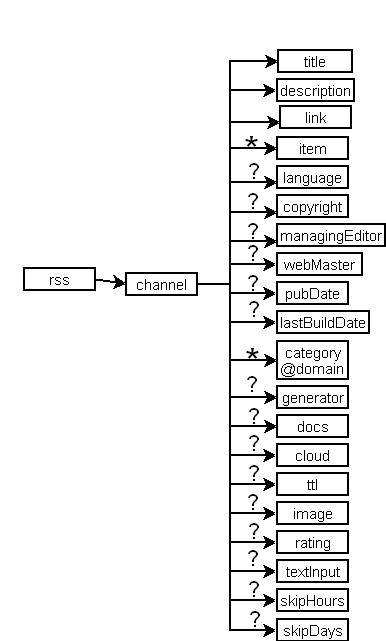 title
description
link
* item
? language
? copyright
? managingEditor
? webMaster
rss
channel
? pubDate
? lastBuildDate
* category
@domain
? generator
? docs
? cloud
? ttl
? image
? rating
? textInput
? skipHours
? skipDays